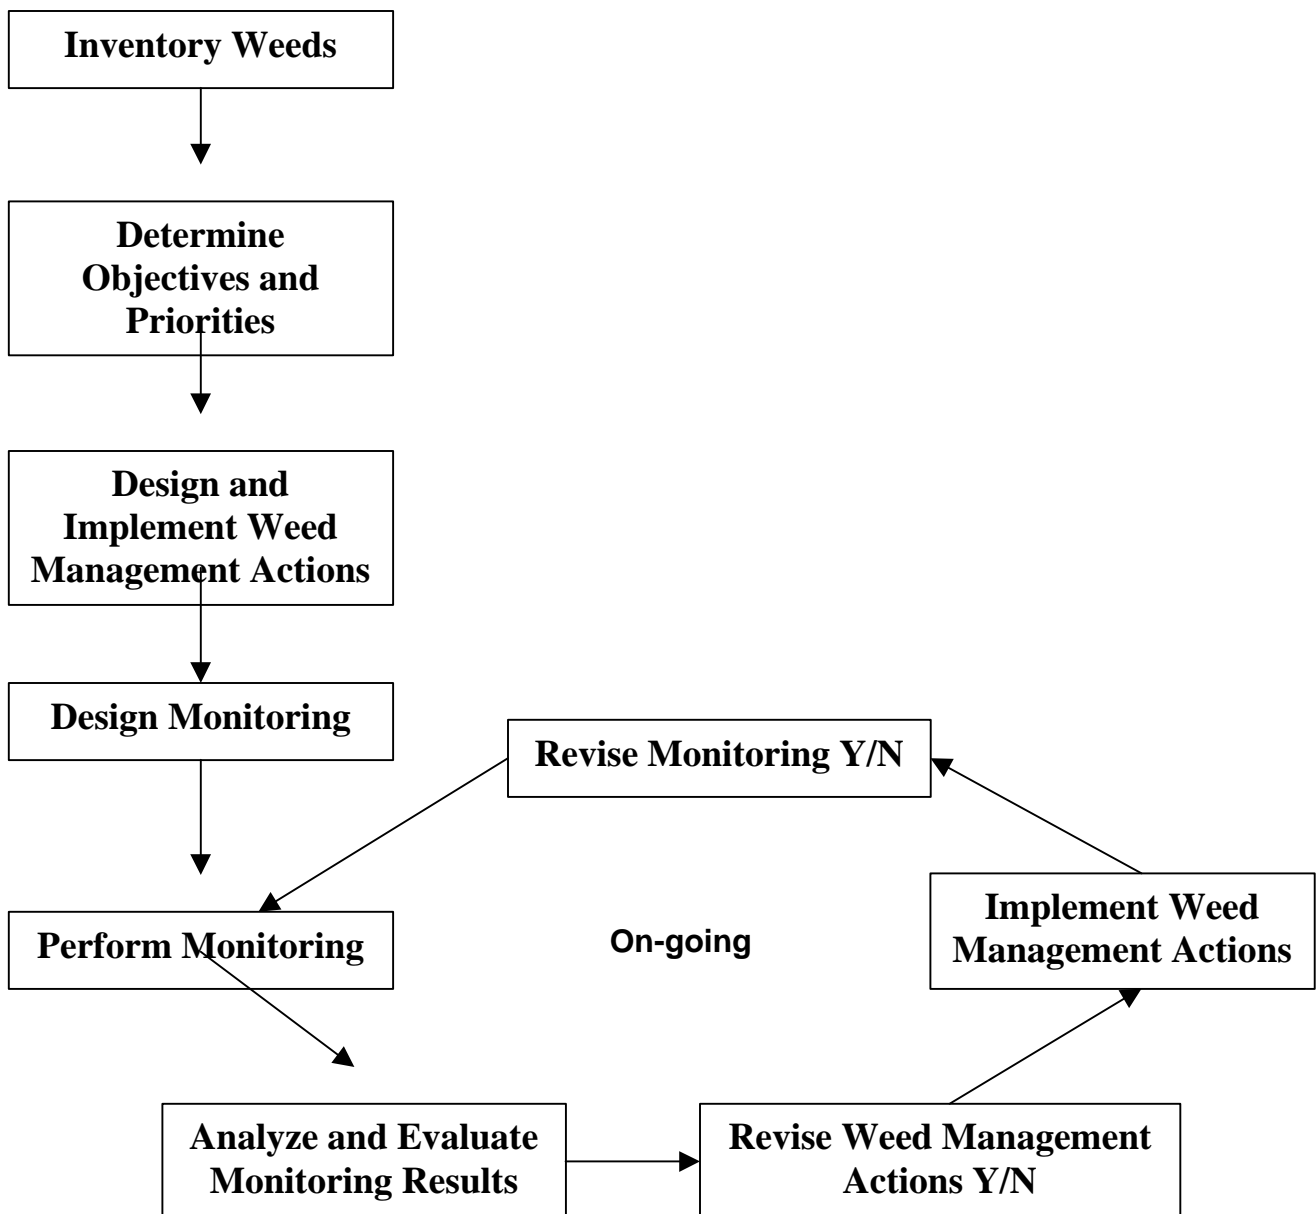 Inventory Weeds
Determine
Objectives and
Priorities
Design and
Implement Weed
Management Actions
Design Monitoring
Revise Monitoring Y/N
Perform Monitoring
On-going
Implement Weed
Management Actions
Analyze and Evaluate
Monitoring Results
Revise Weed Management
Actions Y/N